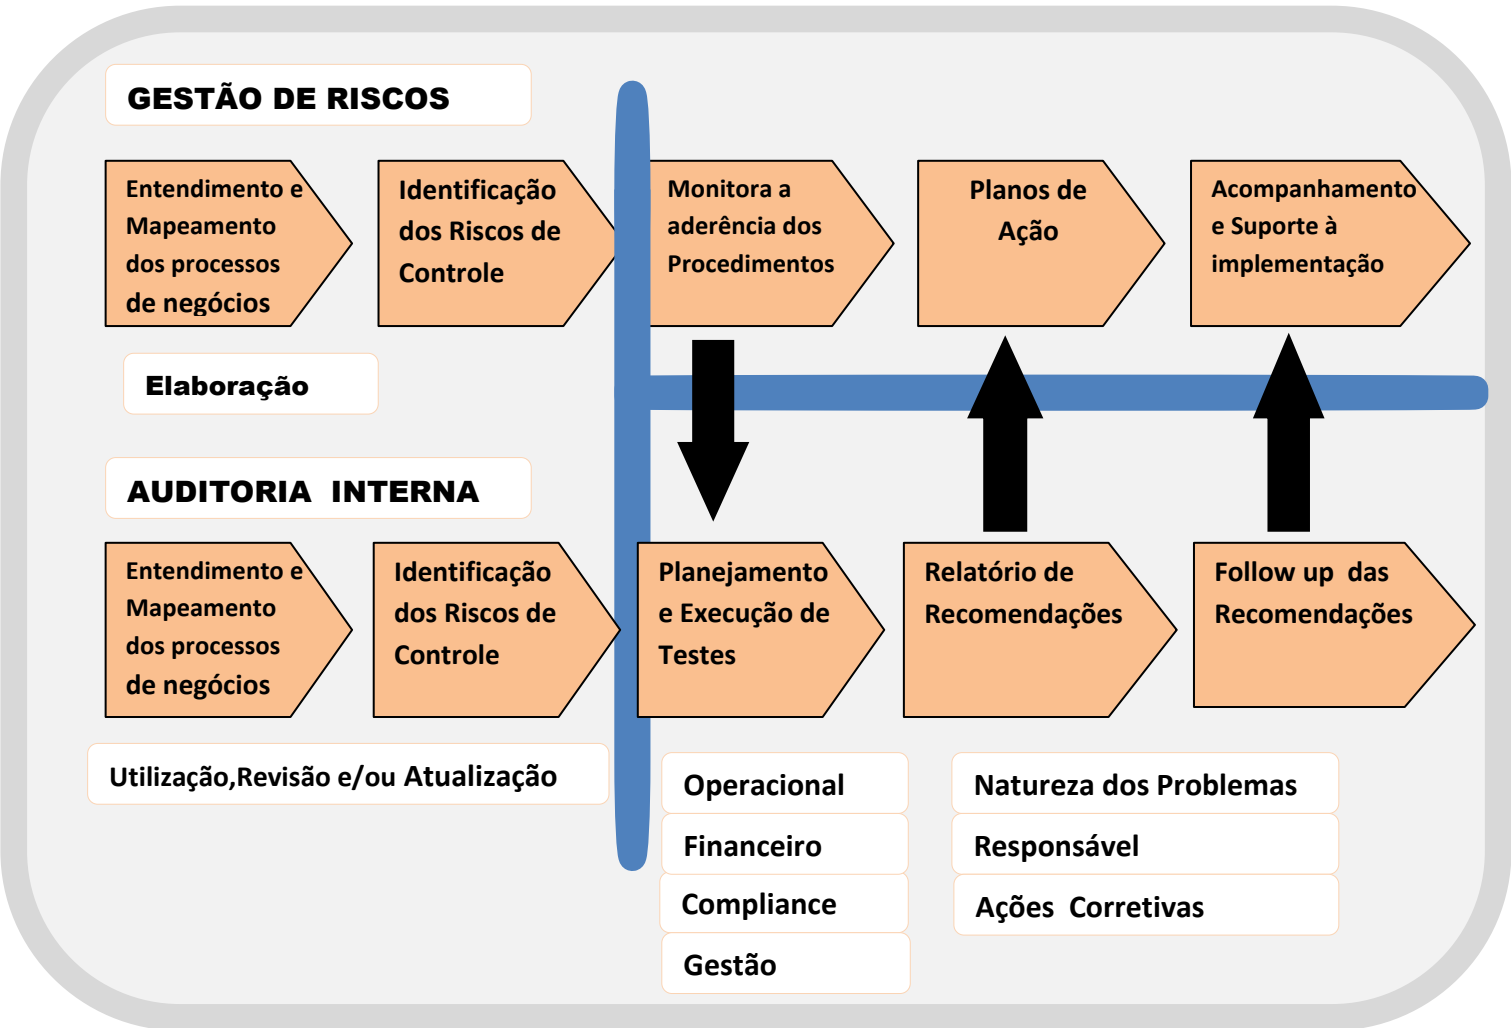 GESTÃO DE RISCOS
Entendimento e
Mapeamento
dos processos
de negócios
Identificação
dos Riscos de
Controle
Monitora a
aderência dos
Procedimentos
Planos de
Ação
Acompanhamento
e Suporte à
implementação
Elaboração
AUDITORIA  INTERNA
Entendimento e
Mapeamento
dos processos
de negócios
Identificação
dos Riscos de
Controle
Planejamento
e Execução de
Testes
Relatório de
Recomendações
Follow up  das
Recomendações
Utilização,Revisão e/ou Atualização
Operacional
Financeiro
Compliance
Gestão
Natureza dos Problemas
Responsável
Ações  Corretivas